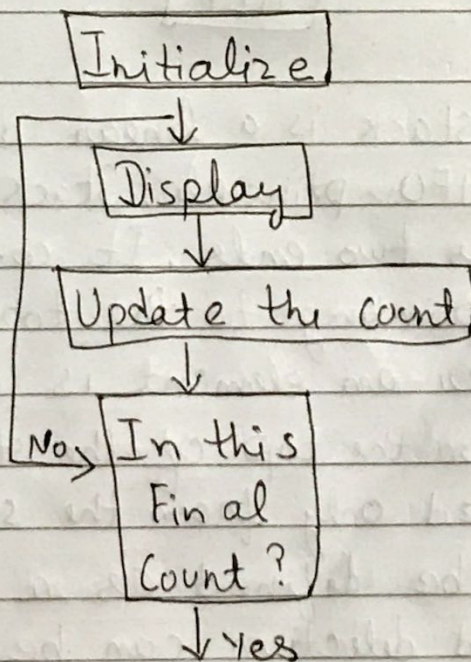 Initialize
Display
Update the count
No
In this
Final
Count ?
Yes